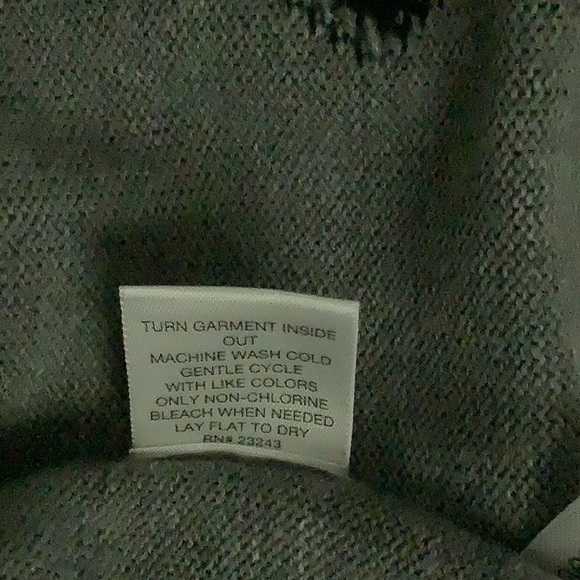 TURN GARMENT INSIDE
OUT
MACHINE WASH COLD
GENTLE CYCLE
WITH LIKE COLORS
ONLY NON-CHLORINE
BLEACH WHEN NEEDED
LAY FLAT TO DRY
RN# 23243